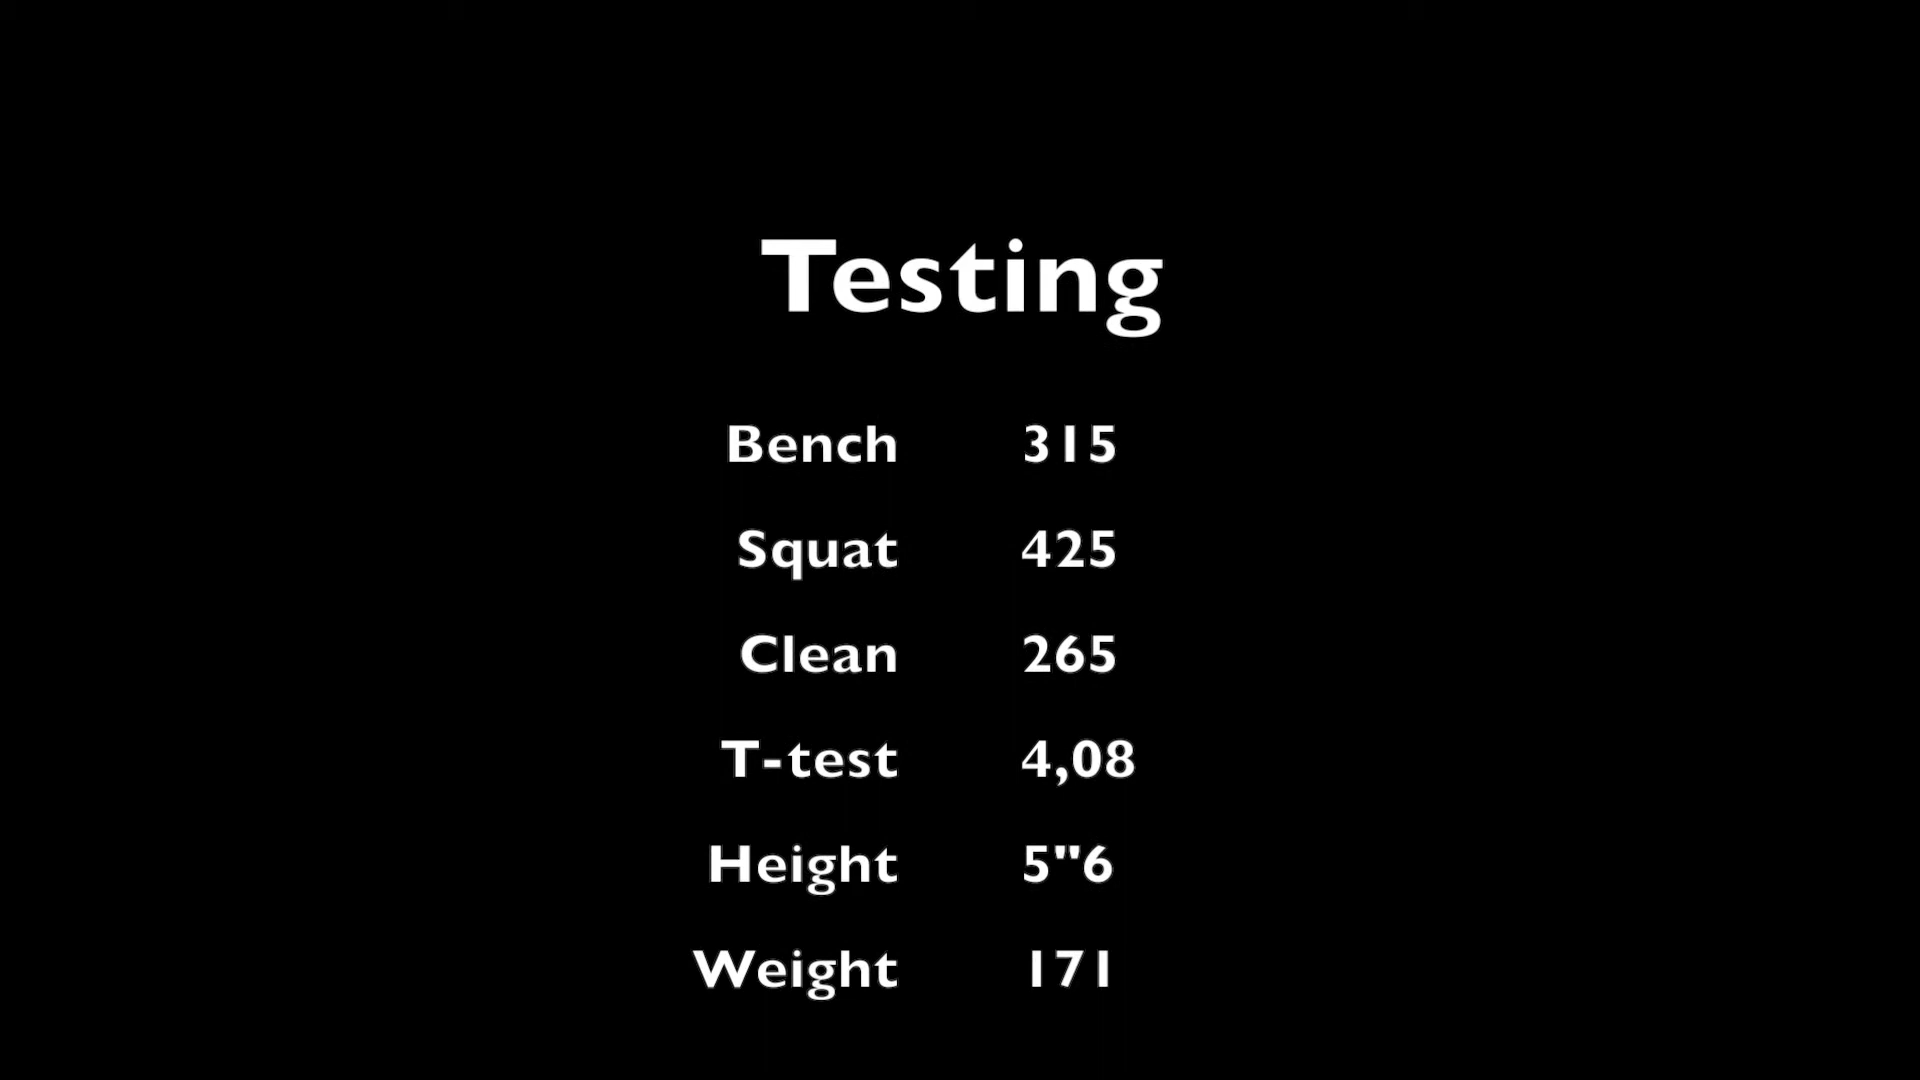 Testing
Bench 315
Squat 425
Clean 265
T-test 4,08
Height 5"6
Weight 171